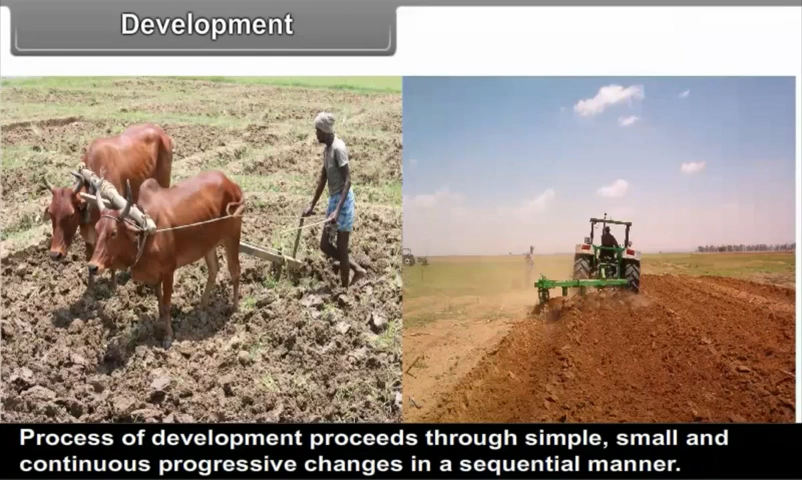 Development
Process of development proceeds through simple, small and
continuous progressive changes in a sequential manner.